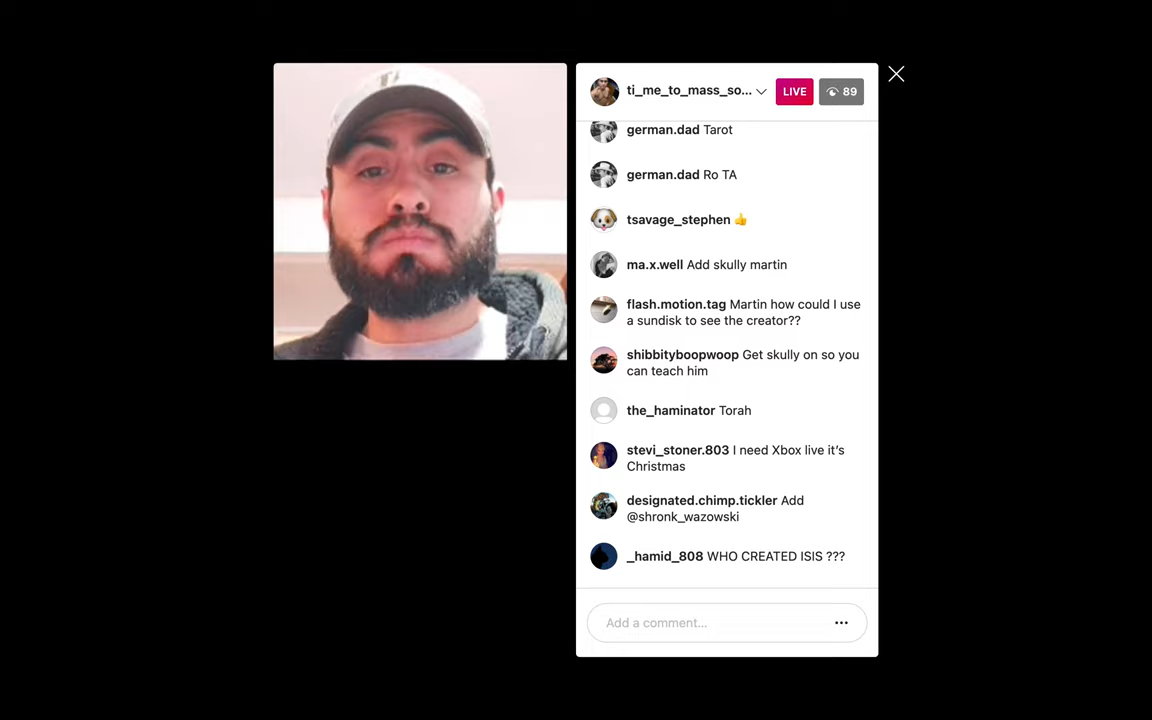 ti_me_to_mass_so...
LIVE
89
german.dad Tarot
german.dad Ro TA
tsavage_stephen 👍
ma.x.well Add skully martin
flash.motion.tag Martin how could I use
a sundisk to see the creator??
shibbityboopwoop Get skully on so you
can teach him
the_haminator Torah
stevi_stoner.803 I need Xbox live it’s
Christmas
designated.chimp.tickler Add
@shronk_wazowski
_hamid_808 WHO CREATED ISIS ???
Add a comment...